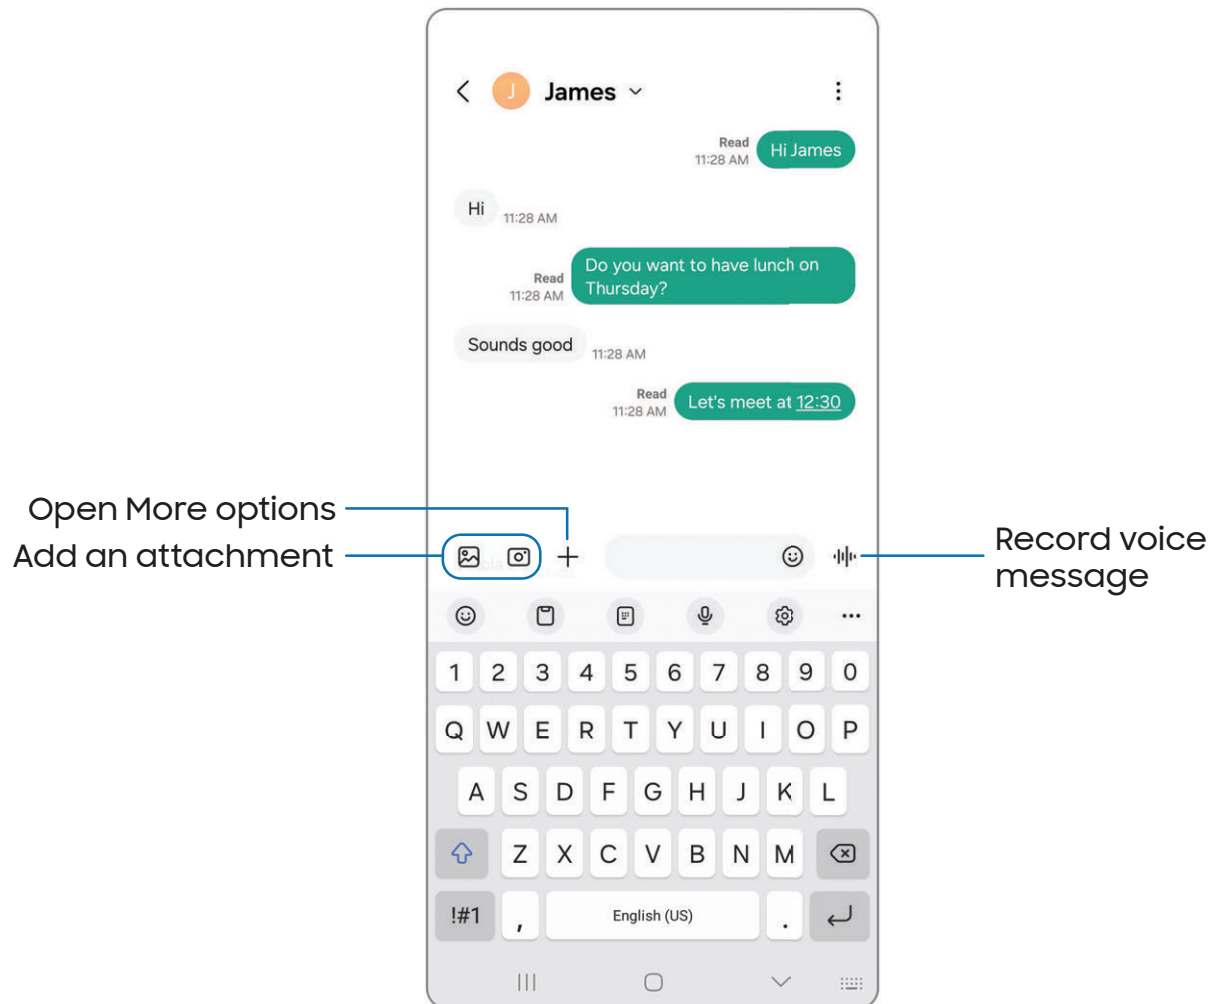 J James
Read
11:28 AM
Hi James
Hi
11:28 AM
Read
11:28 AM
Do you want to have lunch on
Thursday?
Sounds good
11:28 AM
Read
11:28 AM
Let's meet at 12:30
Open More options
Add an attachment
Record voice
message
1 2 3 4 5 6 7 8 9 0
Q W E R T Y U I O P
A S D F G H J K L
Z X C V B N M
!#1 , English (US) .